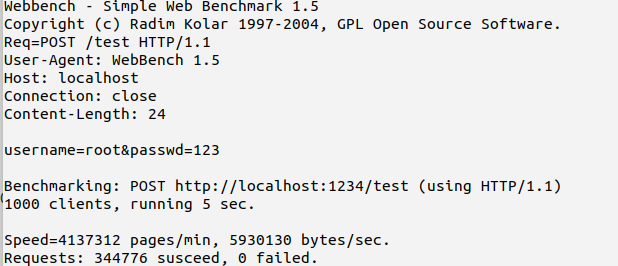 Webbench - Simple Web Benchmark 1.5
Copyright (c) Radim Kolar 1997-2004, GPL Open Source Software.
Req=POST /test HTTP/1.1
User-Agent: WebBench 1.5
Host: localhost
Connection: close
Content-Length: 24
username=root&passwd=123
Benchmarking: POST http://localhost:1234/test (using HTTP/1.1)
1000 clients, running 5 sec.
Speed=4137312 pages/min, 5930130 bytes/sec.
Requests: 344776 susceed, 0 failed.